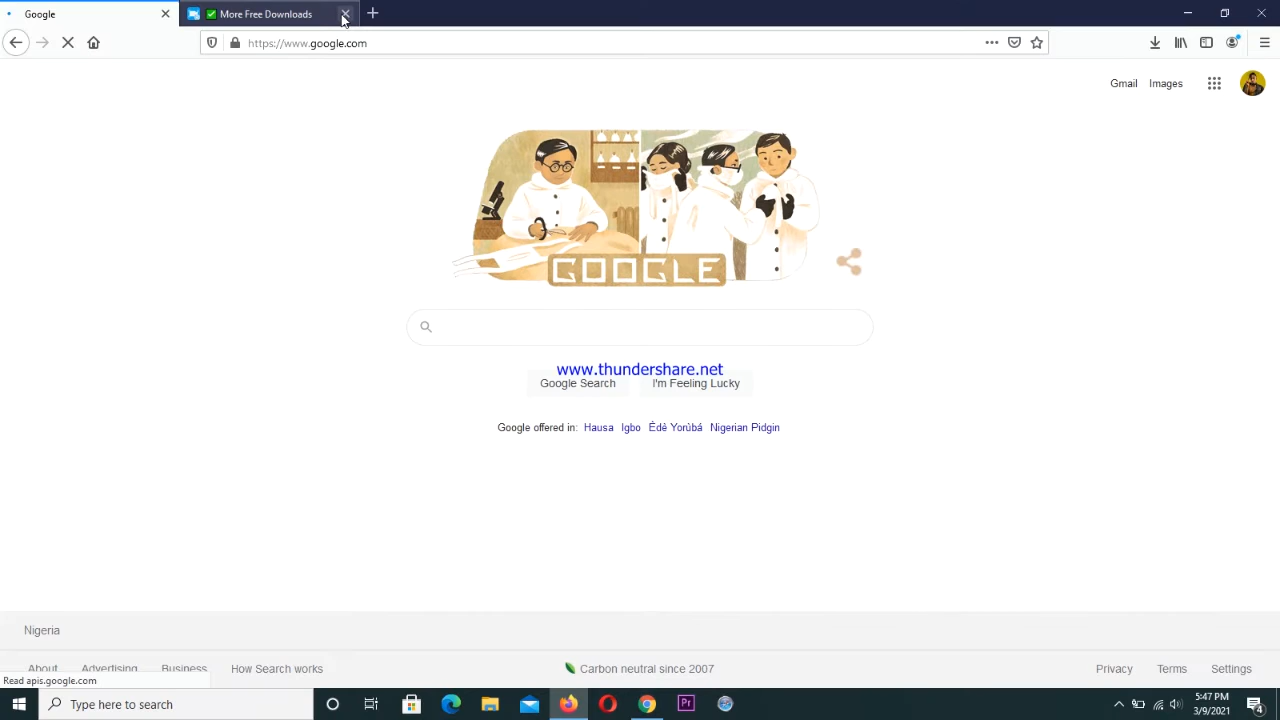 Google
More Free Downloads
https://www.google.com
Gmail Images
GOOGLE
www.thundershare.net
Google Search I'm Feeling Lucky
Google offered in: Hausa Igbo Èdè Yorùbá Nigerian Pidgin
Nigeria
About Advertising Business How Search works Carbon neutral since 2007 Privacy Terms Settings
Read apis.google.com
Type here to search
Pr
5:47 PM
3/9/2021
4